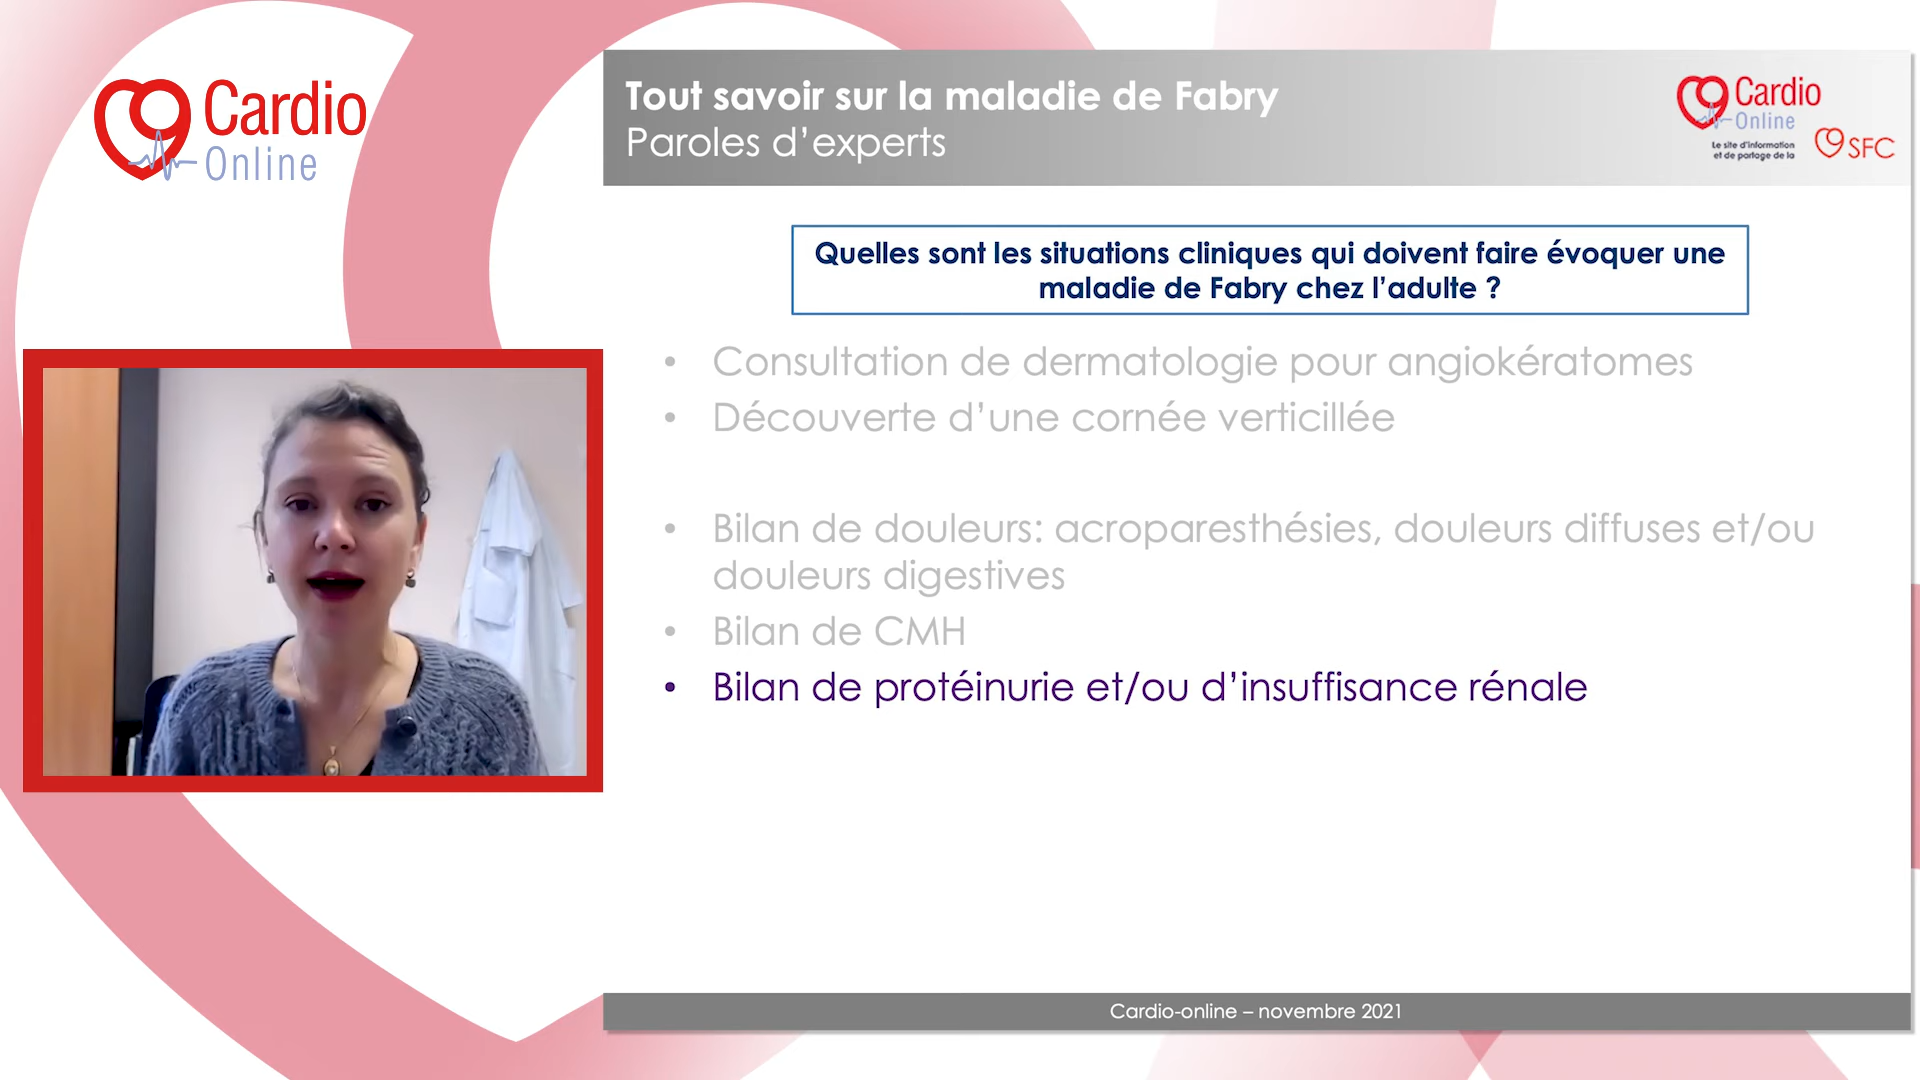 Cardio
Online
Tout savoir sur la maladie de Fabry
Paroles d’experts
Cardio
Online
Le site d'information
et de partage de la
SFC
Quelles sont les situations cliniques qui doivent faire évoquer une
maladie de Fabry chez l’adulte ?
• Consultation de dermatologie pour angiokératomes
• Découverte d’une cornée verticillée
• Bilan de douleurs: acroparesthésies, douleurs diffuses et/ou
douleurs digestives
• Bilan de CMH
• Bilan de protéinurie et/ou d’insuffisance rénale
Cardio-online – novembre 2021